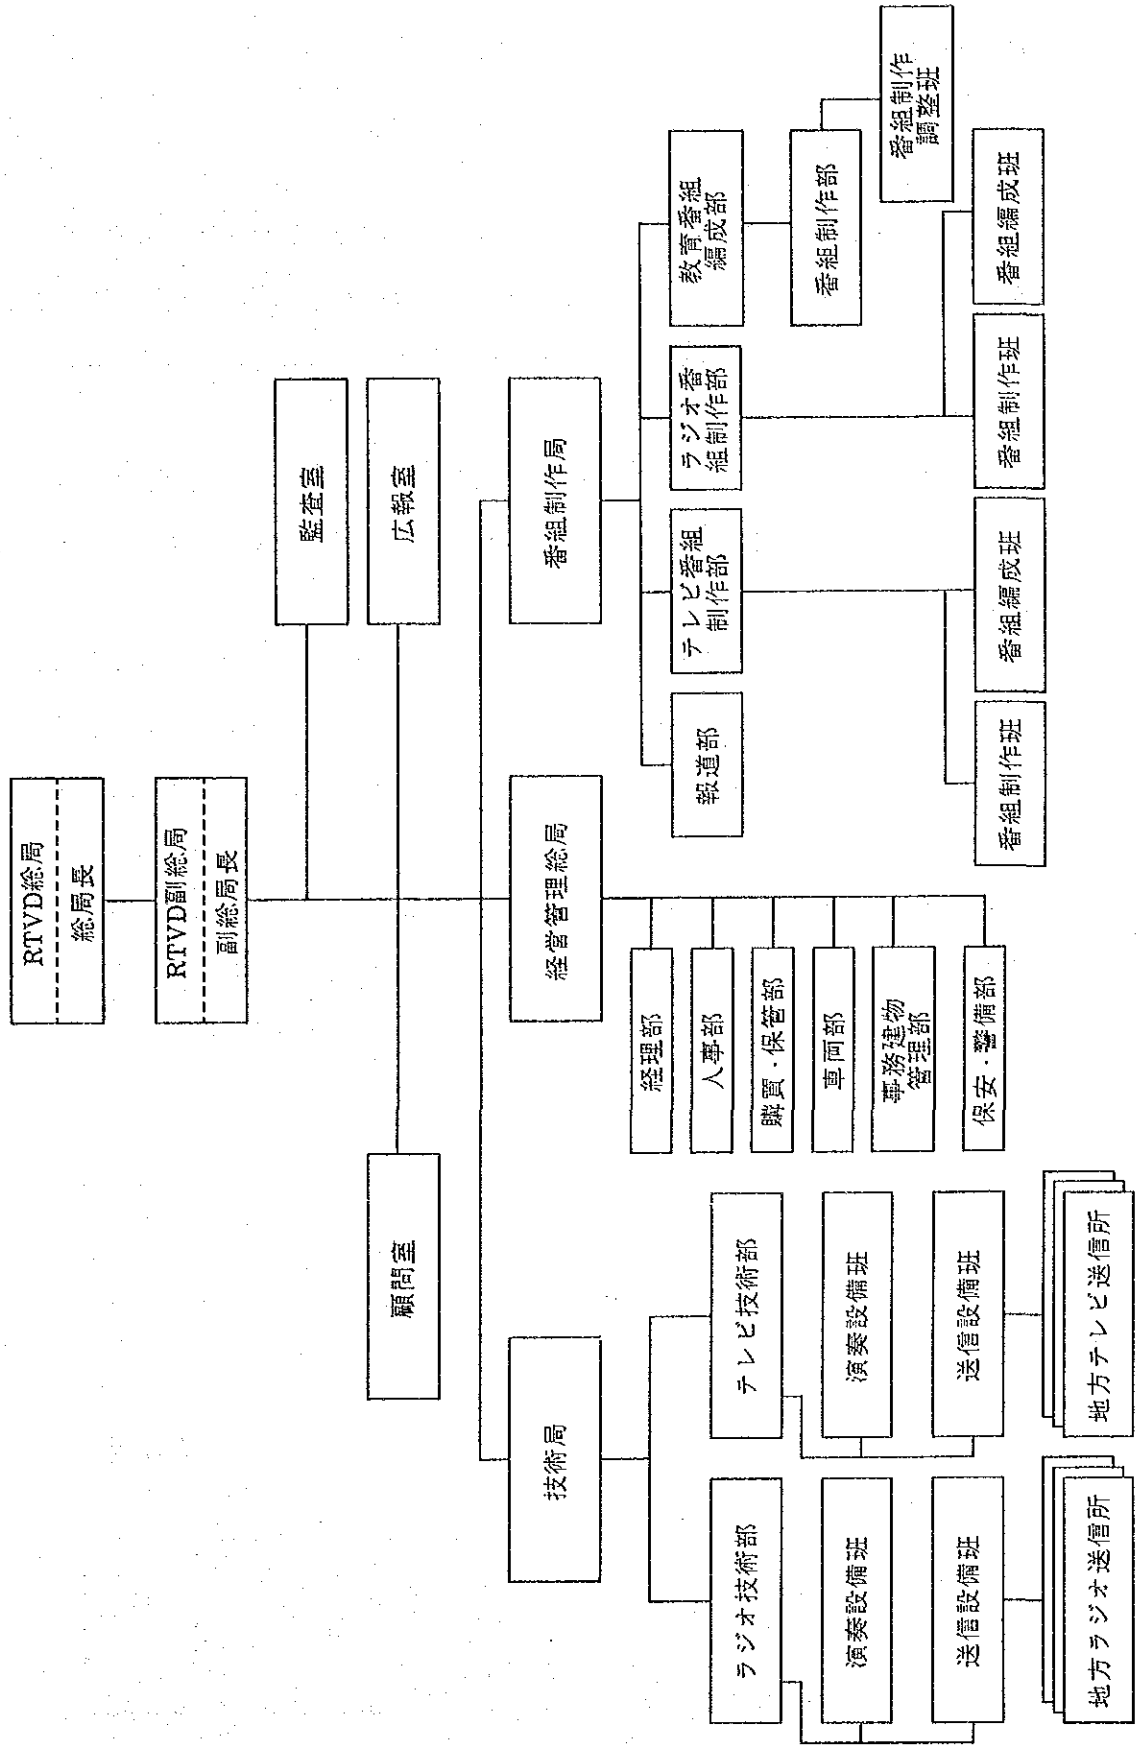 RTVD総局
総局長
RTVD副総局
副総局長
監査室
顧問室
広報室
技術局
経営管理総局
番組制作局
ラジオ技術部
演奏設備班
送信設備班
地方ラジオ送信所
テレビ技術部
演奏設備班
送信設備班
地方テレビ送信所
経理部
人事部
購買・保管部
車両部
事務建物
管理部
保安・警備部
報道部
テレビ番組
制作部
ラジオ番
組制作部
教育番組
編成部
番組制作部
番組制作
調整班
番組制作班
番組編成班
番組制作班
番組編成班